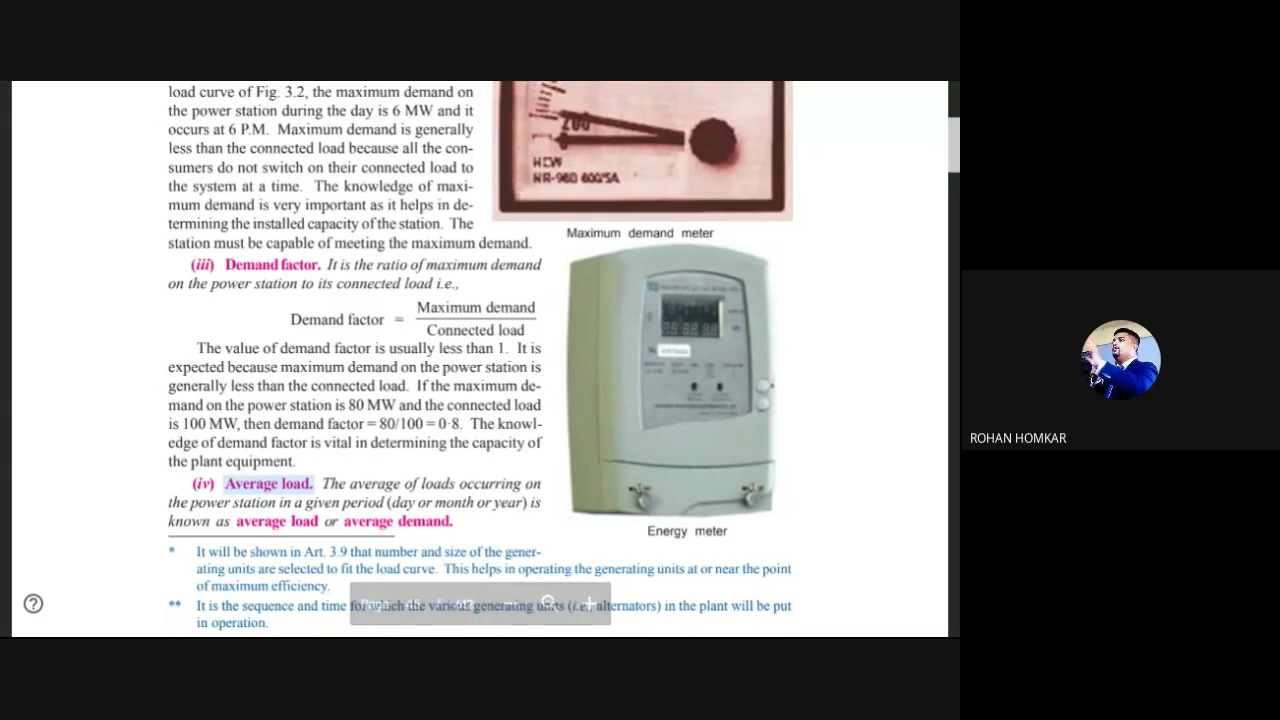 load curve of Fig. 3.2, the maximum demand on
the power station during the day is 6 MW and it
occurs at 6 P.M. Maximum demand is generally
less than the connected load because all the con-
sumers do not switch on their connected load to
the system at a time. The knowledge of maxi-
mum demand is very important as it helps in de-
termining the installed capacity of the station. The
station must be capable of meeting the maximum demand.
200
HCW
Maximum demand meter
(iii) Demand factor. It is the ratio of maximum demand
on the power station to its connected load i.e.,
Demand factor = Maximum demand
Connected load
The value of demand factor is usually less than 1. It is
expected because maximum demand on the power station is
generally less than the connected load. If the maximum de-
mand on the power station is 80 MW and the connected load
is 100 MW, then demand factor = 80/100 = 0·8. The knowl-
edge of demand factor is vital in determining the capacity of
the plant equipment.
(iv) Average load. The average of loads occurring on
the power station in a given period (day or month or year) is
known as average load or average demand.
Energy meter
* It will be shown in Art. 3.9 that number and size of the gener-
ating units are selected to fit the load curve. This helps in operating the generating units at or near the point
of maximum efficiency.
** It is the sequence and time for which the various generating units (i.e., alternators) in the plant will be put
in operation.
Page
ROHAN HOMKAR